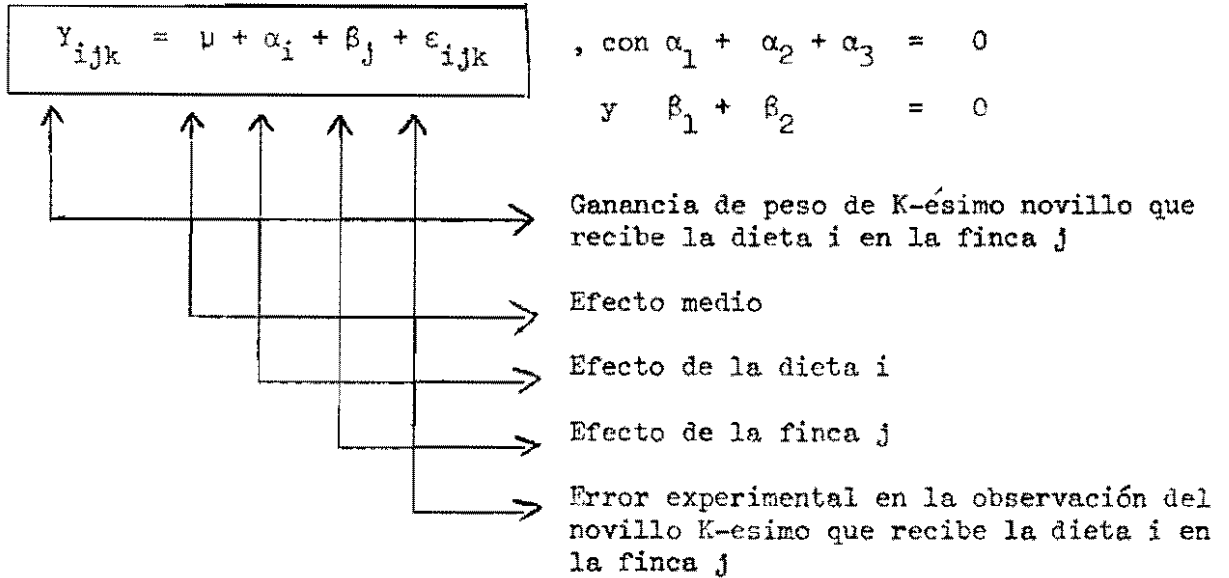 Y_ijk = μ + α_i + β_j + ε_ijk , con α_1 + α_2 + α_3 = 0
y β_1 + β_2 = 0
Ganancia de peso de K-ésimo novillo que
recibe la dieta i en la finca j
Efecto medio
Efecto de la dieta i
Efecto de la finca j
Error experimental en la observación del
novillo K-esimo que recibe la dieta i en
la finca j